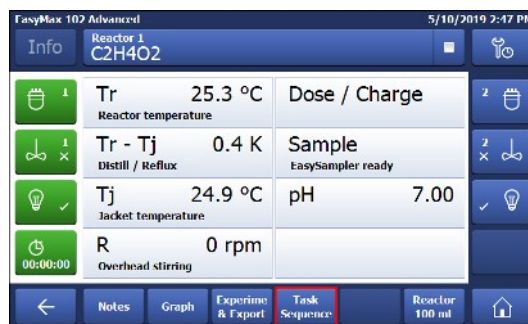 EasyMax 102 Advanced 5/10/2019 2:47 PM
Info
Reactor 1
C2H4O2
1
Tr 25.3 °C
Reactor temperature
Dose / Charge
2
1
Tr - Tj 0.4 K
Distill / Reflux
Sample
EasySampler ready
2
Tj 24.9 °C
Jacket temperature
pH 7.00
00:00:00
R 0 rpm
Overhead stirring
Notes
Graph
Experime
& Export
Task
Sequence
Reactor
100 ml